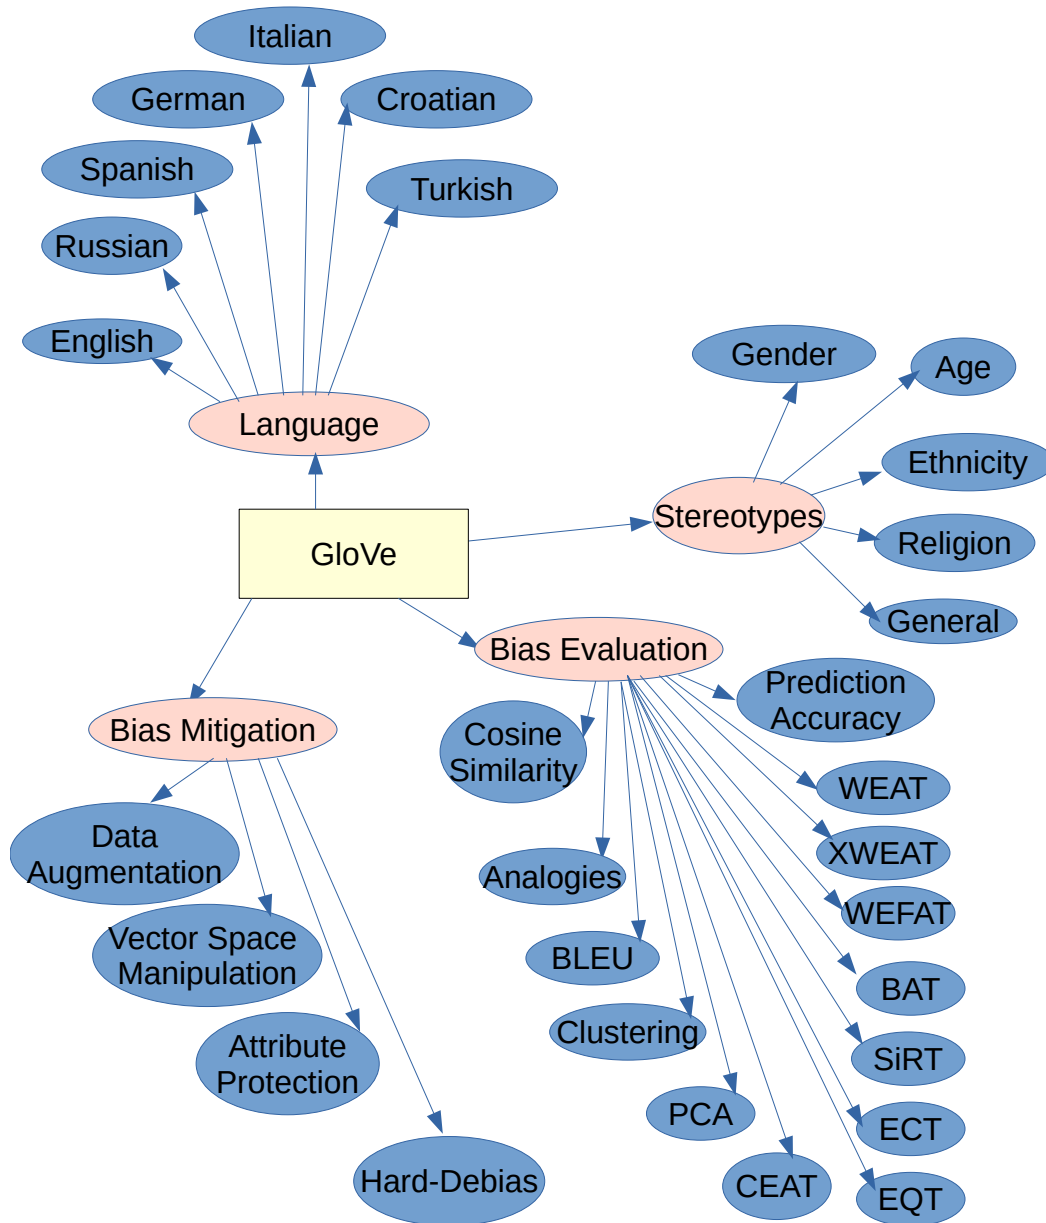 Italian
German
Croatian
Spanish
Turkish
Russian
English
Language
Gender
Age
Ethnicity
Stereotypes
Religion
General
GloVe
Bias Evaluation
Prediction
Accuracy
Bias Mitigation
Cosine
Similarity
WEAT
XWEAT
Data
Augmentation
Analogies
WEFAT
Vector Space
Manipulation
BLEU
BAT
Clustering
SiRT
Attribute
Protection
PCA
ECT
Hard-Debias
CEAT
EQT